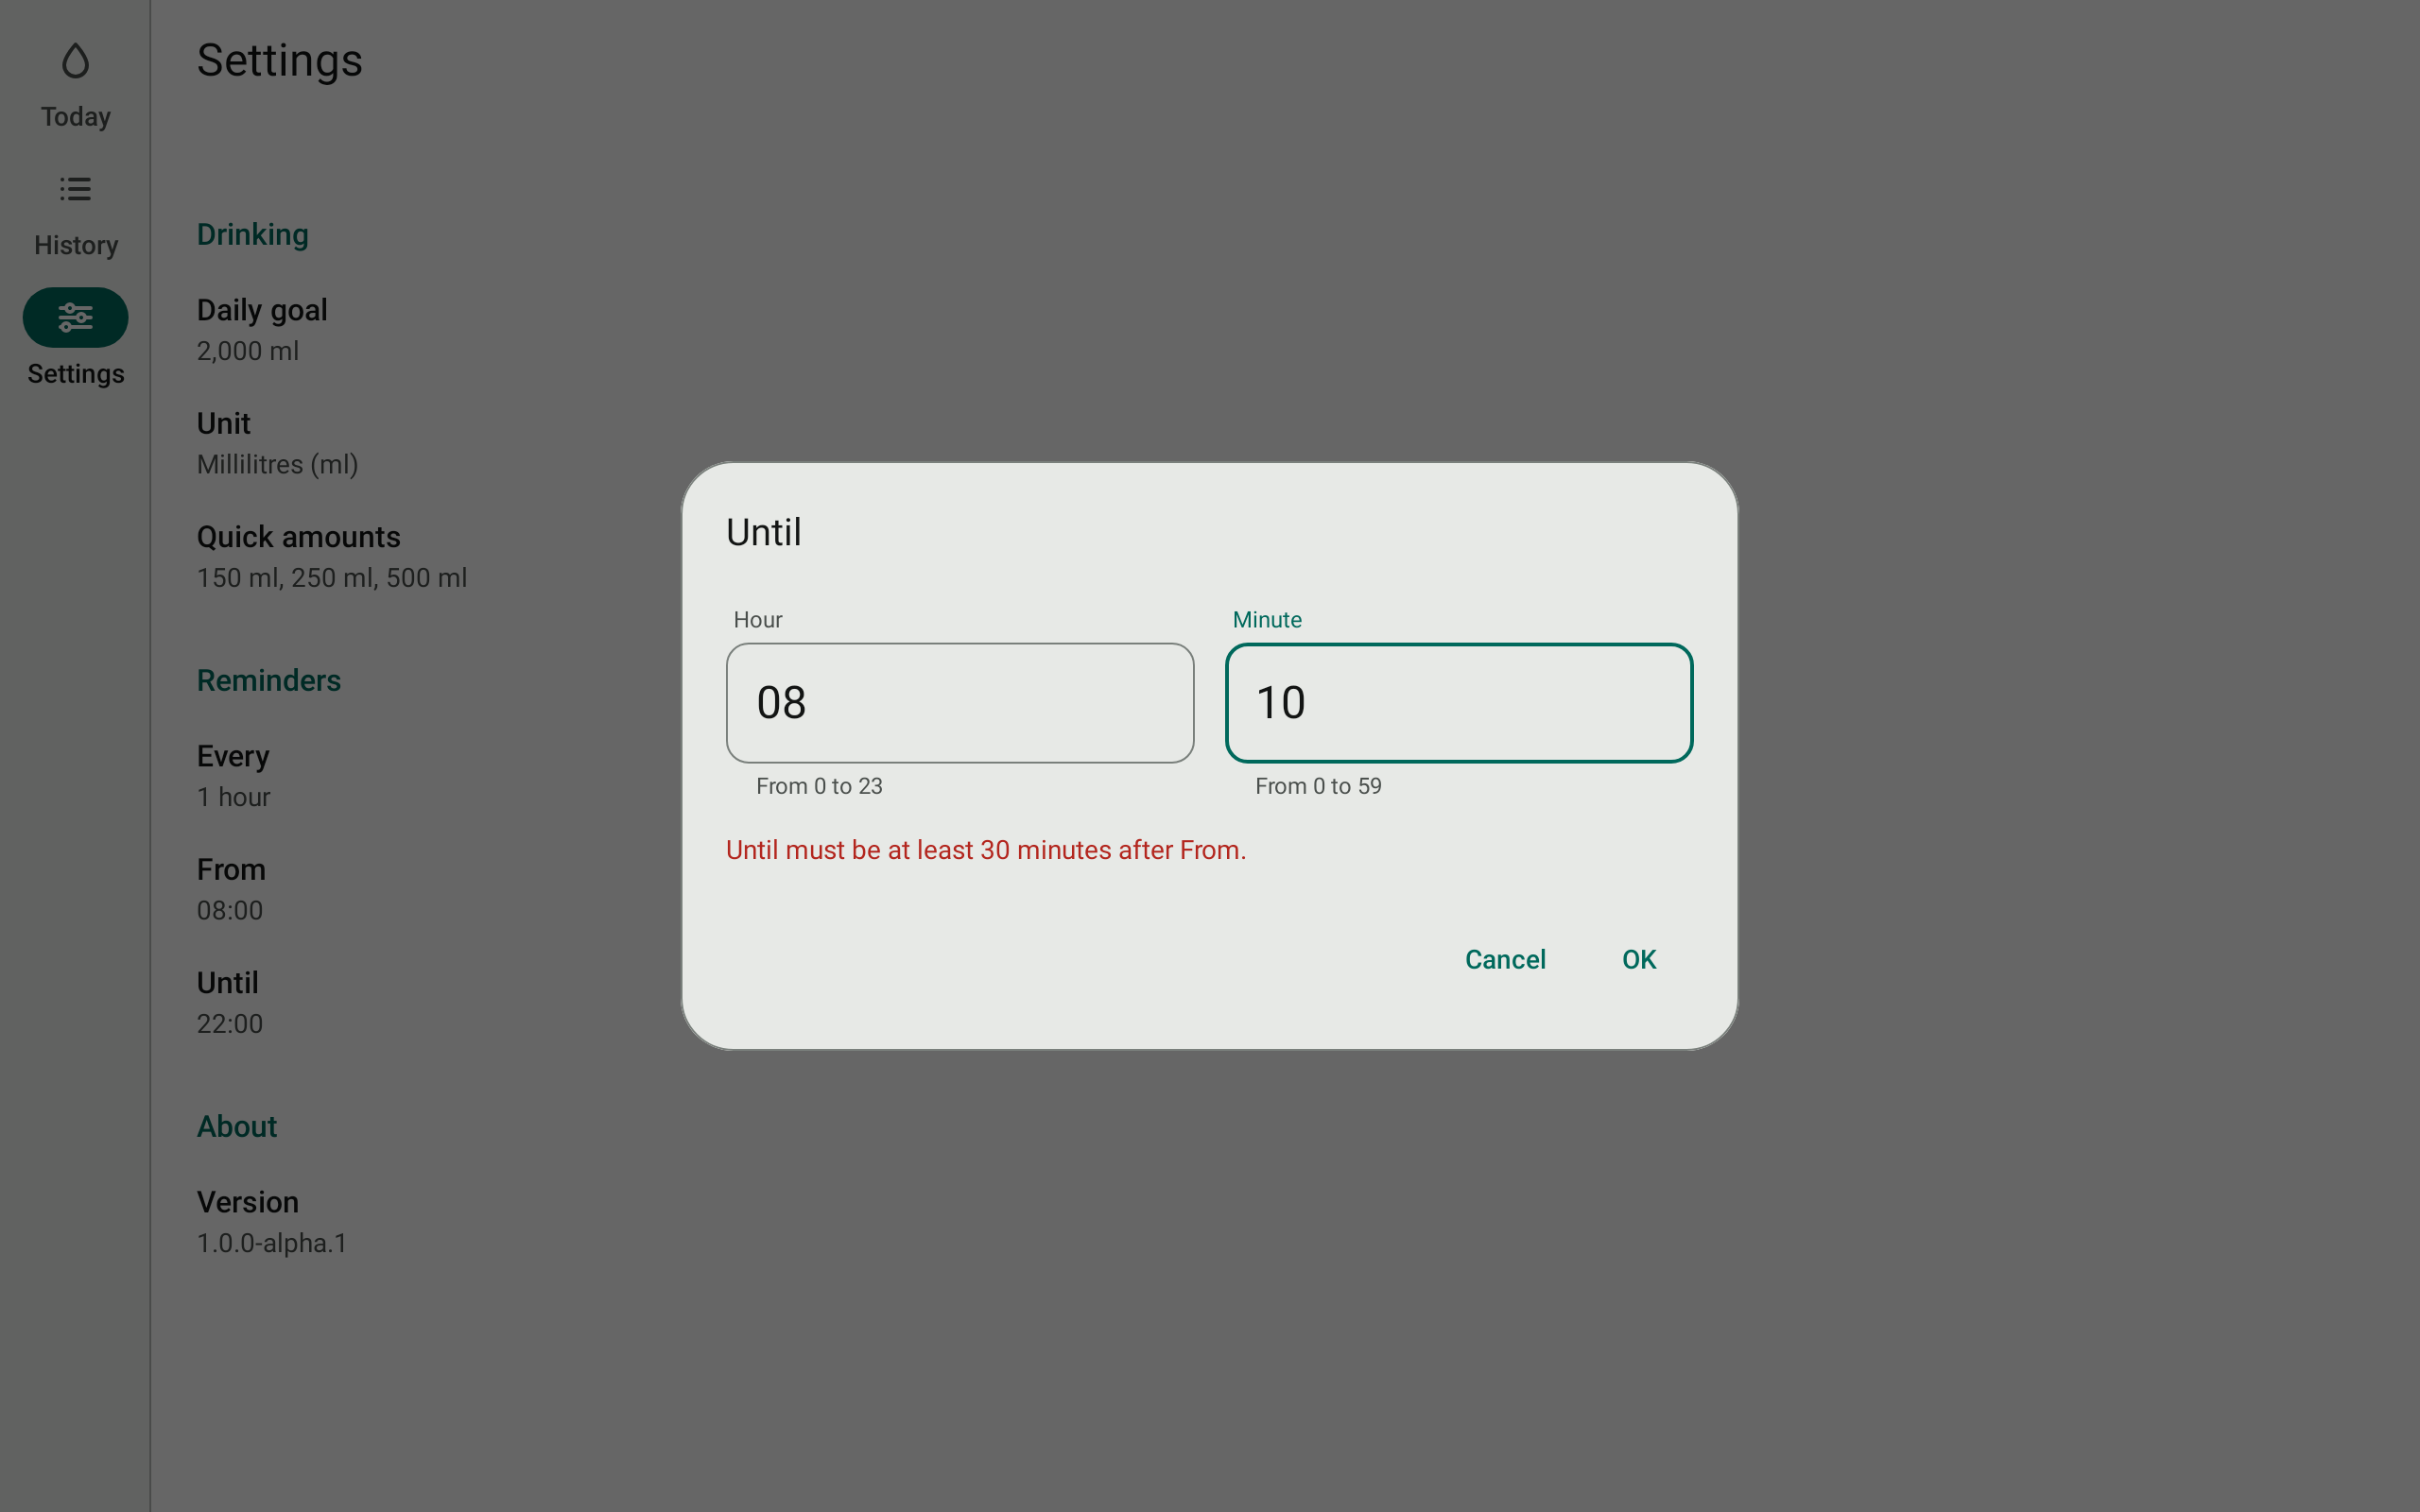 Today
History
Settings
Settings
Drinking
Daily goal
2,000 ml
Unit
Millilitres (ml)
Quick amounts
150 ml, 250 ml, 500 ml
Reminders
Every
1 hour
From
08:00
Until
22:00
About
Version
1.0.0-alpha.1
Until
Hour
Minute
08
10
From 0 to 23
From 0 to 59
Until must be at least 30 minutes after From.
Cancel
OK